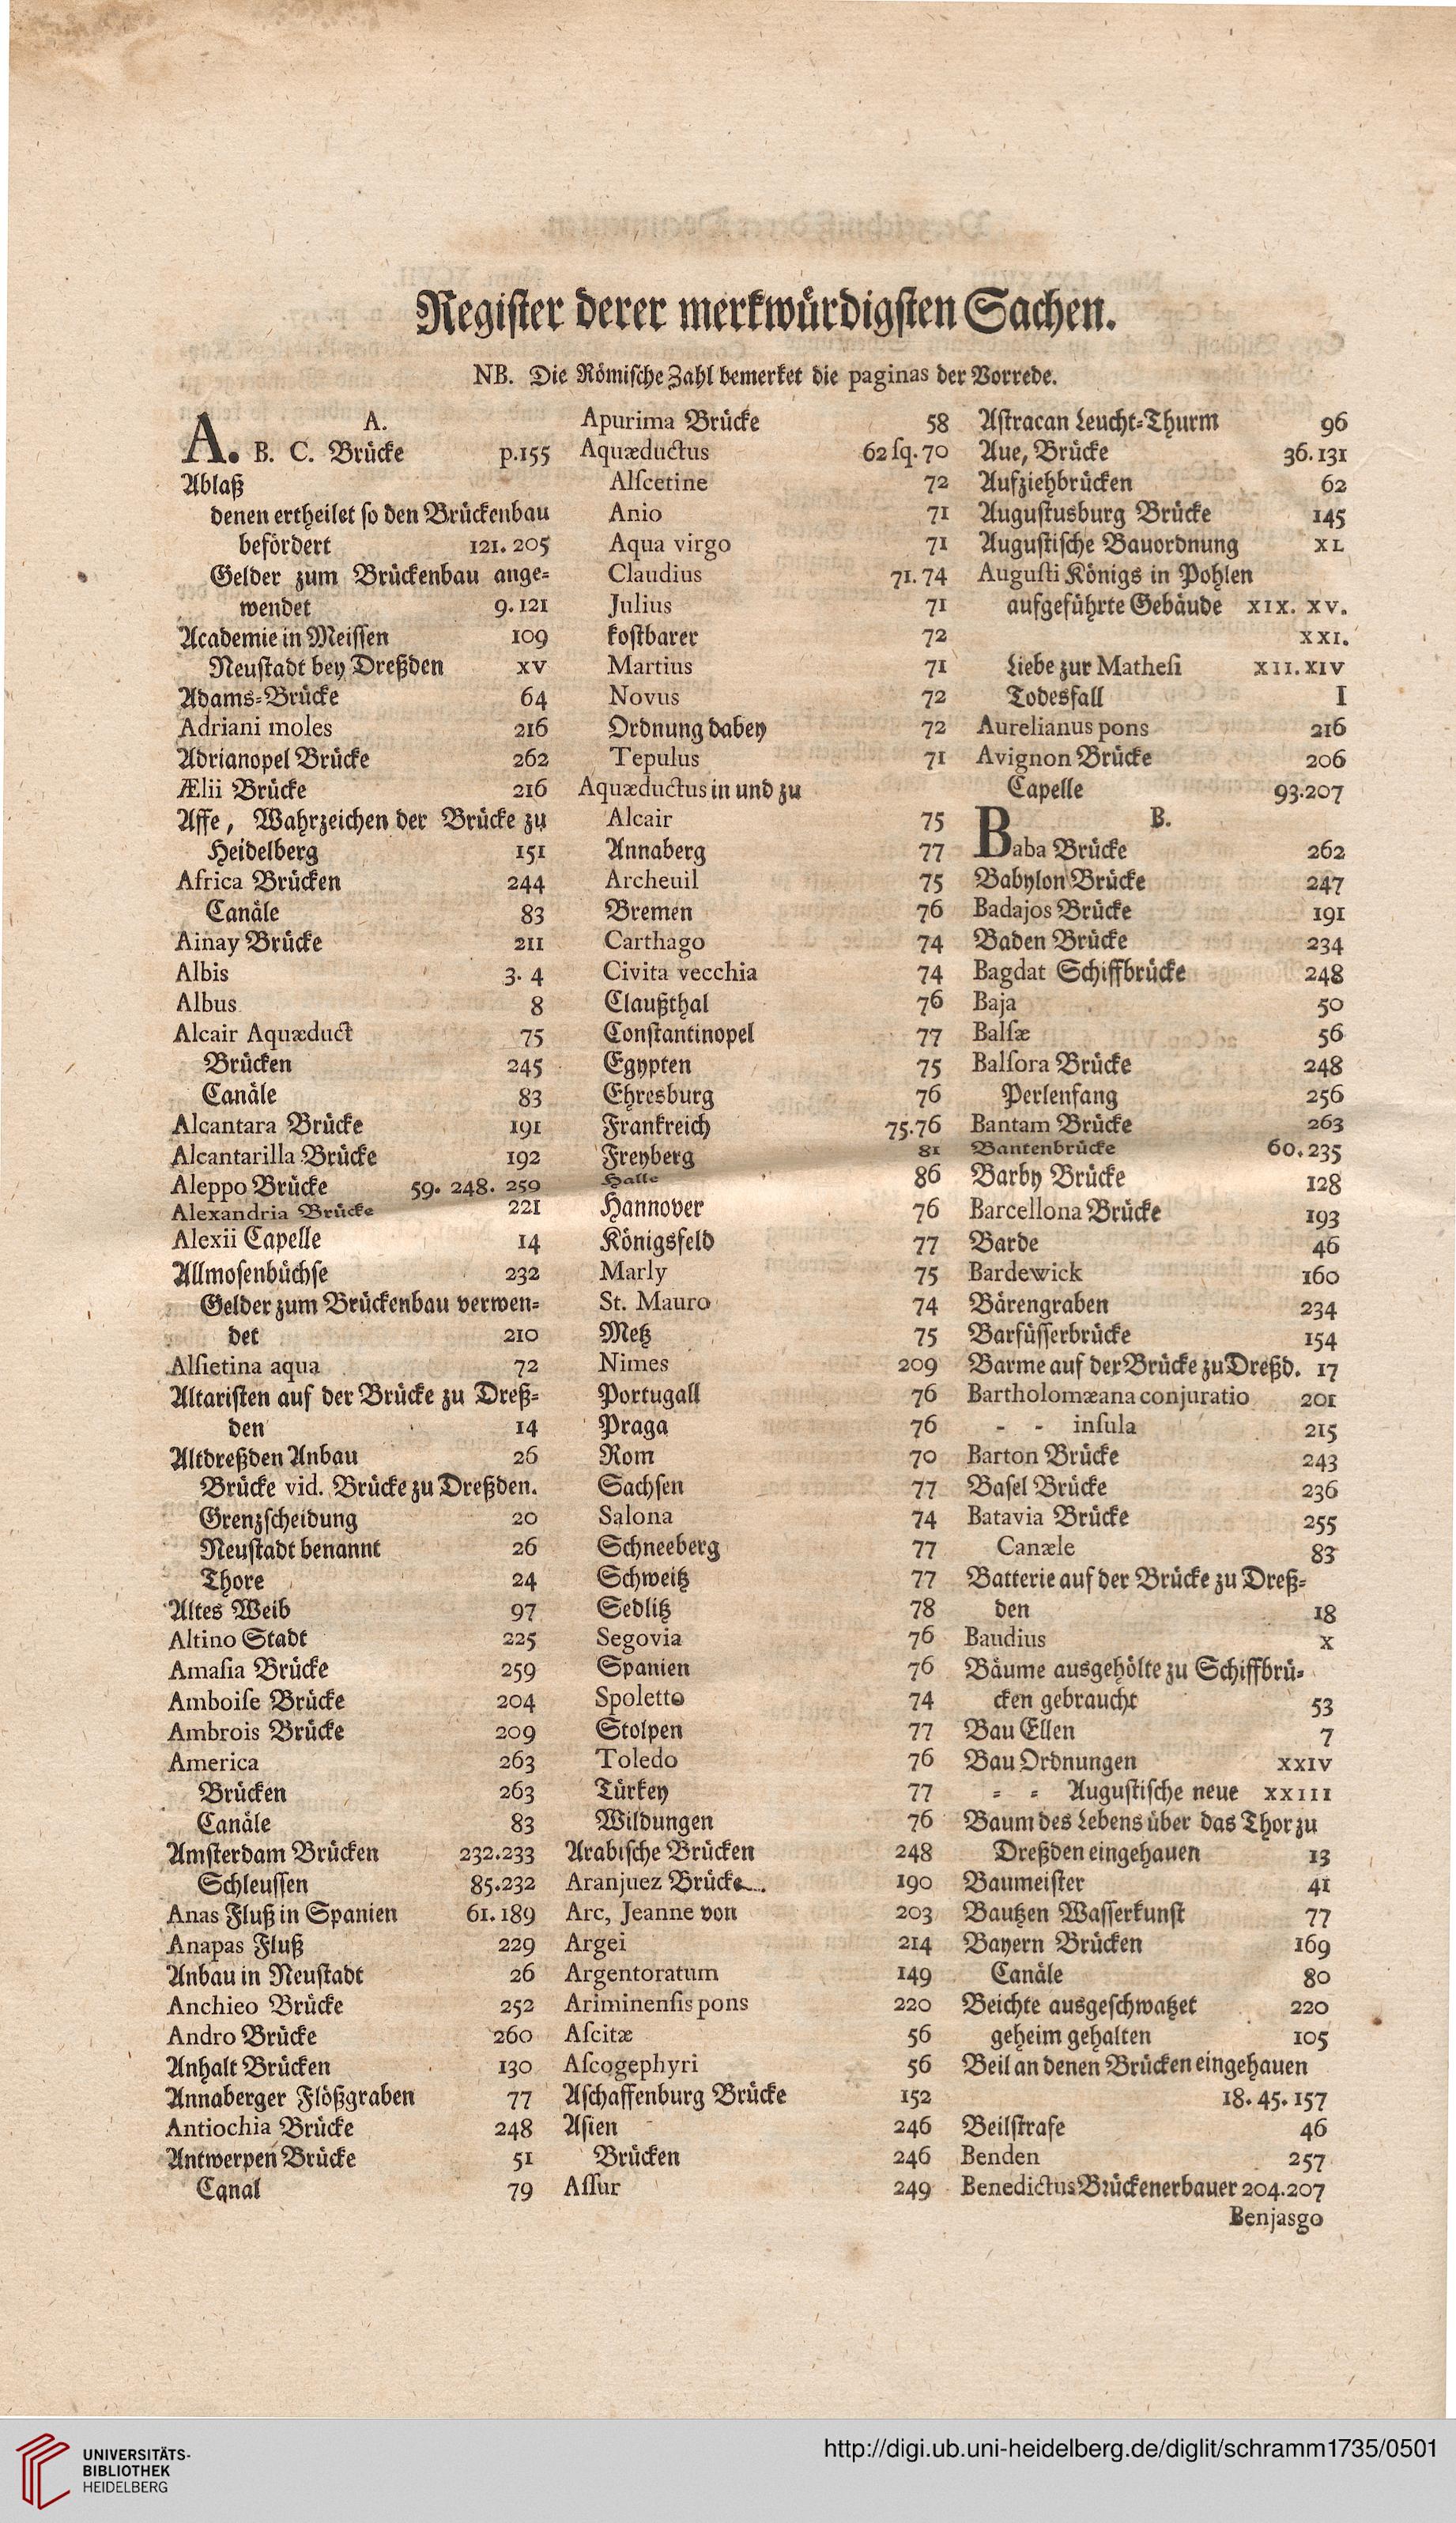 Register derer merkwürdigsten Sachen.
NB. Die Römische Zahl bemerket die paginas der Vorrede.
A.
A. B. C. Brücke p.155
Ablaß
denen ertheilet so den Brückenbau
befördert 121. 205
Gelder zum Brückenbau ange-
wendet 9. 121
Academie in Meissen 109
Neustadt bey Dreßden XV
Adams-Brücke 64
Adriani moles 216
Adrianopel Brücke 262
Ælii Brücke 216
Affe, Wahrzeichen der Brücke zu
Heidelberg 151
Africa Brücken 244
Canäle 83
Ainay Brücke 211
Albis 3. 4
Albus 8
Alcair Aquæduct 75
Brücken 245
Canäle 83
Alcantara Brücke 191
Alcantarilla Brücke 192
Aleppo Brücke 59. 248. 259
Alexandria Brücke 221
Alexii Capelle 14
Allmosenbüchse 232
Gelder zum Brückenbau verwen-
det 210
Alsietina aqua 72
Altaristen auf der Brücke zu Dreß-
den 14
Altdreßden Anbau 26
Brücke vid. Brücke zu Dreßden.
Grenzscheidung 20
Neustadt benannt 26
Thore 24
Altes Weib 97
Altino Stadt 225
Amasia Brücke 259
Amboise Brücke 204
Ambrois Brücke 209
America 263
Brücken 263
Canäle 83
Amsterdam Brücken 232.233
Schleussen 85.232
Anas Fluß in Spanien 61. 189
Anapas Fluß 229
Anbau in Neustadt 26
Anchieo Brücke 252
Andro Brücke 260
Anhalt Brücken 130
Annaberger Flößgraben 77
Antiochia Brücke 248
Antwerpen Brücke 51
Canal 79
Apurima Brücke 58
Aquæductus 62 sq. 70
Alscetine 72
Anio 71
Aqua virgo 71
Claudius 71. 74
Julius 71
kostbarer 72
Martius 71
Novus 72
Ordnung dabey 72
Tepulus 71
Aquæductus in und zu
Alcair 75
Annaberg 77
Archeuil 75
Bremen 76
Carthago 74
Civita vecchia 74
Claußthal 76
Constantinopel 77
Egypten 75
Ehresburg 76
Frankreich 75.76
Freyberg 81
Halle 86
Hannover 76
Königsfeld 77
Marly 75
St. Mauro 74
Metz 75
Nimes 209
Portugall 76
Praga 76
Rom 70
Sachsen 77
Salona 74
Schneeberg 77
Schweitz 77
Sedlitz 78
Segovia 76
Spanien 76
Spoletto 74
Stolpen 77
Toledo 76
Türkey 77
Wildungen 76
Arabische Brücken 248
Aranjuez Brücke 190
Arc, Jeanne von 203
Argei 214
Argentoratum 149
Ariminensis pons 220
Ascitæ 56
Ascogephyri 56
Aschaffenburg Brücke 152
Asien 246
Brücken 246
Assur 249
Astracan Leucht-Thurm 96
Aue, Brücke 36. 131
Aufziehbrücken 62
Augustusburg Brücke 145
Augustische Bauordnung XL
Augusti Königs in Pohlen
aufgeführte Gebäude XIX. XV.
XXI.
Liebe zur Mathesi XII. XIV
Todesfall I
Aurelianus pons 216
Avignon Brücke 206
Capelle 93.207
B.
Baba Brücke 262
Babylon Brücke 247
Badajos Brücke 191
Baden Brücke 234
Bagdat Schiffbrücke 248
Baja 50
Balsæ 56
Balsora Brücke 248
Perlenfang 256
Bantam Brücke 263
Bantenbrücke 60. 235
Barby Brücke 128
Barcellona Brücke 193
Barde 46
Bardewick 160
Bärengraben 234
Barfüsserbrücke 154
Barme auf der Brücke zu Dreßd. 17
Bartholomæana conjuratio 201
- - insula 215
Barton Brücke 243
Basel Brücke 236
Batavia Brücke 255
Canæle 83
Batterie auf der Brücke zu Dreß-
den 18
Baudius X
Bäume ausgehölte zu Schiffbrü-
cken gebraucht 53
Bau Ellen 7
Bau Ordnungen XXIV
- - Augustische neue XXIII
Baum des Lebens über das Thor zu
Dreßden eingehauen 13
Baumeister 41
Bautzen Wasserkunst 77
Bayern Brücken 169
Canäle 80
Beichte ausgeschwatzet 220
geheim gehalten 105
Beil an denen Brücken eingehauen
18. 45. 157
Beilstrafe 46
Benden 257
Benedictus Brückenerbauer 204.207
Benjasgo
UNIVERSITÄTS-
BIBLIOTHEK
HEIDELBERG
http://digi.ub.uni-heidelberg.de/diglit/schramm1735/0501